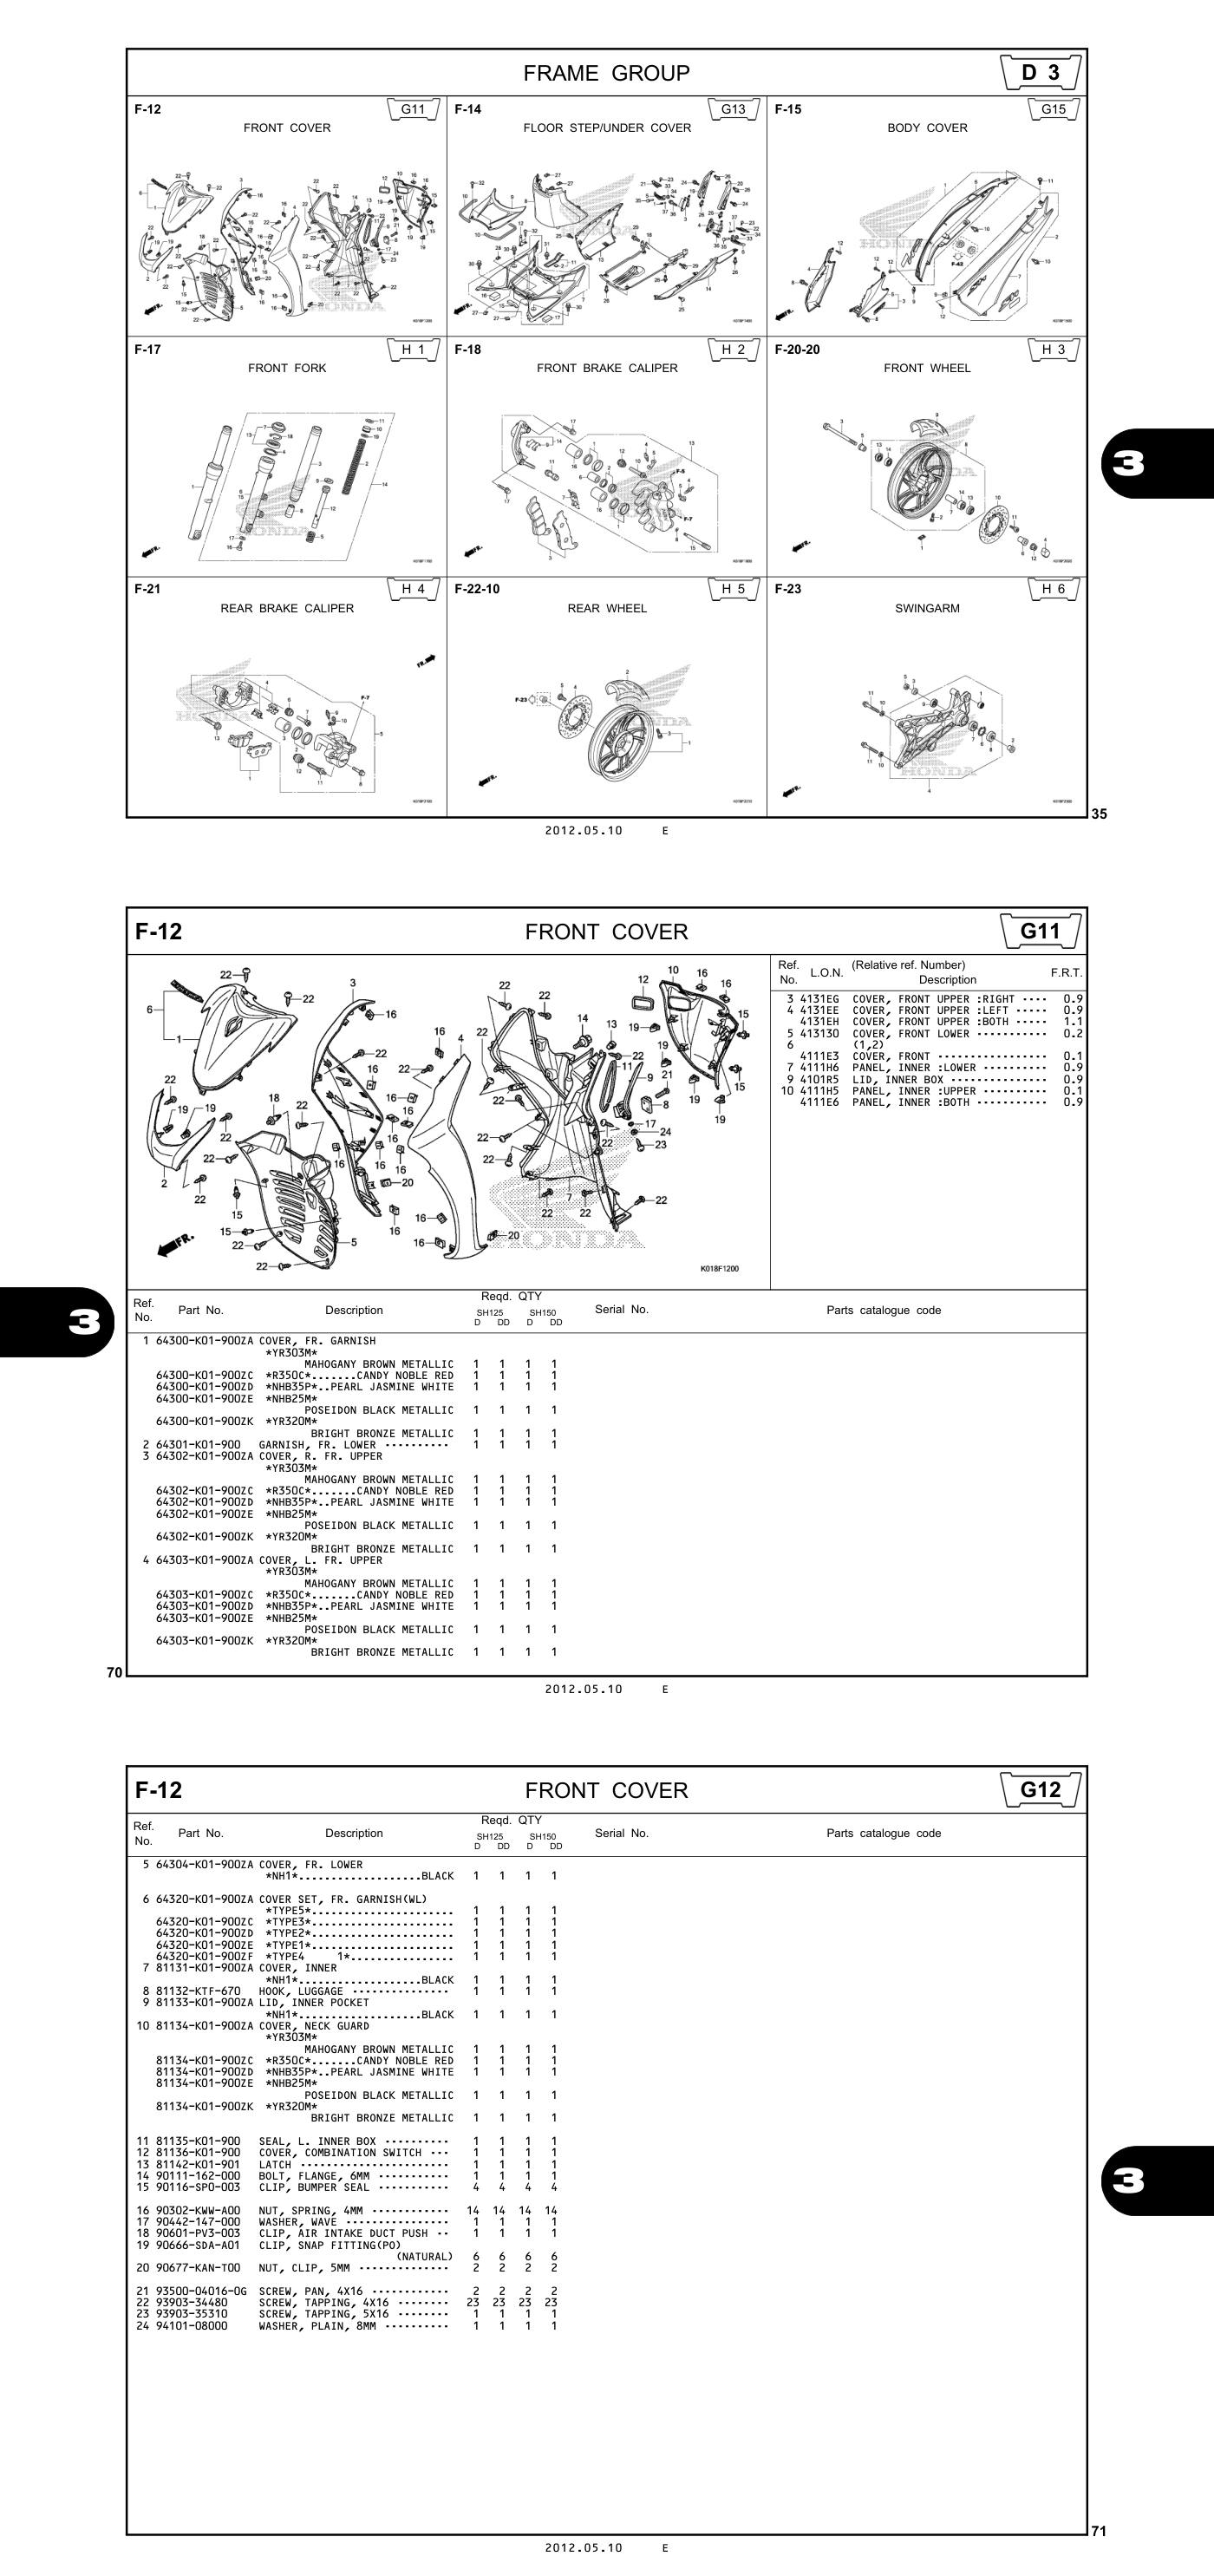 FRAME GROUP
D 3
F-12
G11
FRONT COVER
F-14
G13
FLOOR STEP/UNDER COVER
F-15
G15
BODY COVER
F-17
H 1
FRONT FORK
F-18
H 2
FRONT BRAKE CALIPER
F-20-20
H 3
FRONT WHEEL
F-21
H 4
REAR BRAKE CALIPER
F-22-10
H 5
REAR WHEEL
F-23
H 6
SWINGARM
3
35
2012.05.10 E
F-12
FRONT COVER
G11
HONDA
FR.
K018F1200
Ref. No. L.O.N. (Relative ref. Number) Description F.R.T.
3 4131EG COVER, FRONT UPPER :RIGHT ···· 0.9
4 4131EE COVER, FRONT UPPER :LEFT ····· 0.9
4131EH COVER, FRONT UPPER :BOTH ····· 1.1
5 413130 COVER, FRONT LOWER ··········· 0.2
6 (1,2)
4111E3 COVER, FRONT ················· 0.1
7 4111H6 PANEL, INNER :LOWER ·········· 0.9
9 4101R5 LID, INNER BOX ··············· 0.9
10 4111H5 PANEL, INNER :UPPER ·········· 0.1
4111E6 PANEL, INNER :BOTH ··········· 0.9
3
Ref. No. Part No. Description Reqd. QTY Serial No. Parts catalogue code
SH125 SH150
D DD D DD
1 64300-K01-900ZA COVER, FR. GARNISH
*YR303M*
MAHOGANY BROWN METALLIC 1 1 1 1
64300-K01-900ZC *R350C*.......CANDY NOBLE RED 1 1 1 1
64300-K01-900ZD *NHB35P*..PEARL JASMINE WHITE 1 1 1 1
64300-K01-900ZE *NHB25M*
POSEIDON BLACK METALLIC 1 1 1 1
64300-K01-900ZK *YR320M*
BRIGHT BRONZE METALLIC 1 1 1 1
2 64301-K01-900 GARNISH, FR. LOWER ·········· 1 1 1 1
3 64302-K01-900ZA COVER, R. FR. UPPER
*YR303M*
MAHOGANY BROWN METALLIC 1 1 1 1
64302-K01-900ZC *R350C*.......CANDY NOBLE RED 1 1 1 1
64302-K01-900ZD *NHB35P*..PEARL JASMINE WHITE 1 1 1 1
64302-K01-900ZE *NHB25M*
POSEIDON BLACK METALLIC 1 1 1 1
64302-K01-900ZK *YR320M*
BRIGHT BRONZE METALLIC 1 1 1 1
4 64303-K01-900ZA COVER, L. FR. UPPER
*YR303M*
MAHOGANY BROWN METALLIC 1 1 1 1
64303-K01-900ZC *R350C*.......CANDY NOBLE RED 1 1 1 1
64303-K01-900ZD *NHB35P*..PEARL JASMINE WHITE 1 1 1 1
64303-K01-900ZE *NHB25M*
POSEIDON BLACK METALLIC 1 1 1 1
64303-K01-900ZK *YR320M*
BRIGHT BRONZE METALLIC 1 1 1 1
70
2012.05.10 E
F-12
FRONT COVER
G12
Ref. No. Part No. Description Reqd. QTY Serial No. Parts catalogue code
SH125 SH150
D DD D DD
5 64304-K01-900ZA COVER, FR. LOWER
*NH1*...................BLACK 1 1 1 1
6 64320-K01-900ZA COVER SET, FR. GARNISH(WL)
*TYPE5*...................... 1 1 1 1
64320-K01-900ZC *TYPE3*...................... 1 1 1 1
64320-K01-900ZD *TYPE2*...................... 1 1 1 1
64320-K01-900ZE *TYPE1*...................... 1 1 1 1
64320-K01-900ZF *TYPE4 1*................ 1 1 1 1
7 81131-K01-900ZA COVER, INNER
*NH1*...................BLACK 1 1 1 1
8 81132-KTF-670 HOOK, LUGGAGE ··············· 1 1 1 1
9 81133-K01-900ZA LID, INNER POCKET
*NH1*...................BLACK 1 1 1 1
10 81134-K01-900ZA COVER, NECK GUARD
*YR303M*
MAHOGANY BROWN METALLIC 1 1 1 1
81134-K01-900ZC *R350C*.......CANDY NOBLE RED 1 1 1 1
81134-K01-900ZD *NHB35P*..PEARL JASMINE WHITE 1 1 1 1
81134-K01-900ZE *NHB25M*
POSEIDON BLACK METALLIC 1 1 1 1
81134-K01-900ZK *YR320M*
BRIGHT BRONZE METALLIC 1 1 1 1
11 81135-K01-900 SEAL, L. INNER BOX ·········· 1 1 1 1
12 81136-K01-900 COVER, COMBINATION SWITCH ··· 1 1 1 1
13 81142-K01-901 LATCH ······················· 1 1 1 1
14 90111-162-000 BOLT, FLANGE, 6MM ··········· 1 1 1 1
15 90116-SP0-003 CLIP, BUMPER SEAL ··········· 4 4 4 4
16 90302-KWW-A00 NUT, SPRING, 4MM ············ 14 14 14 14
17 90442-147-000 WASHER, WAVE ················ 1 1 1 1
18 90601-PV3-003 CLIP, AIR INTAKE DUCT PUSH ·· 1 1 1 1
19 90666-SDA-A01 CLIP, SNAP FITTING(PO)
(NATURAL) 6 6 6 6
20 90677-KAN-T00 NUT, CLIP, 5MM ·············· 2 2 2 2
21 93500-04016-0G SCREW, PAN, 4X16 ············ 2 2 2 2
22 93903-34480 SCREW, TAPPING, 4X16 ········ 23 23 23 23
23 93903-35310 SCREW, TAPPING, 5X16 ········ 1 1 1 1
24 94101-08000 WASHER, PLAIN, 8MM ·········· 1 1 1 1
3
71
2012.05.10 E